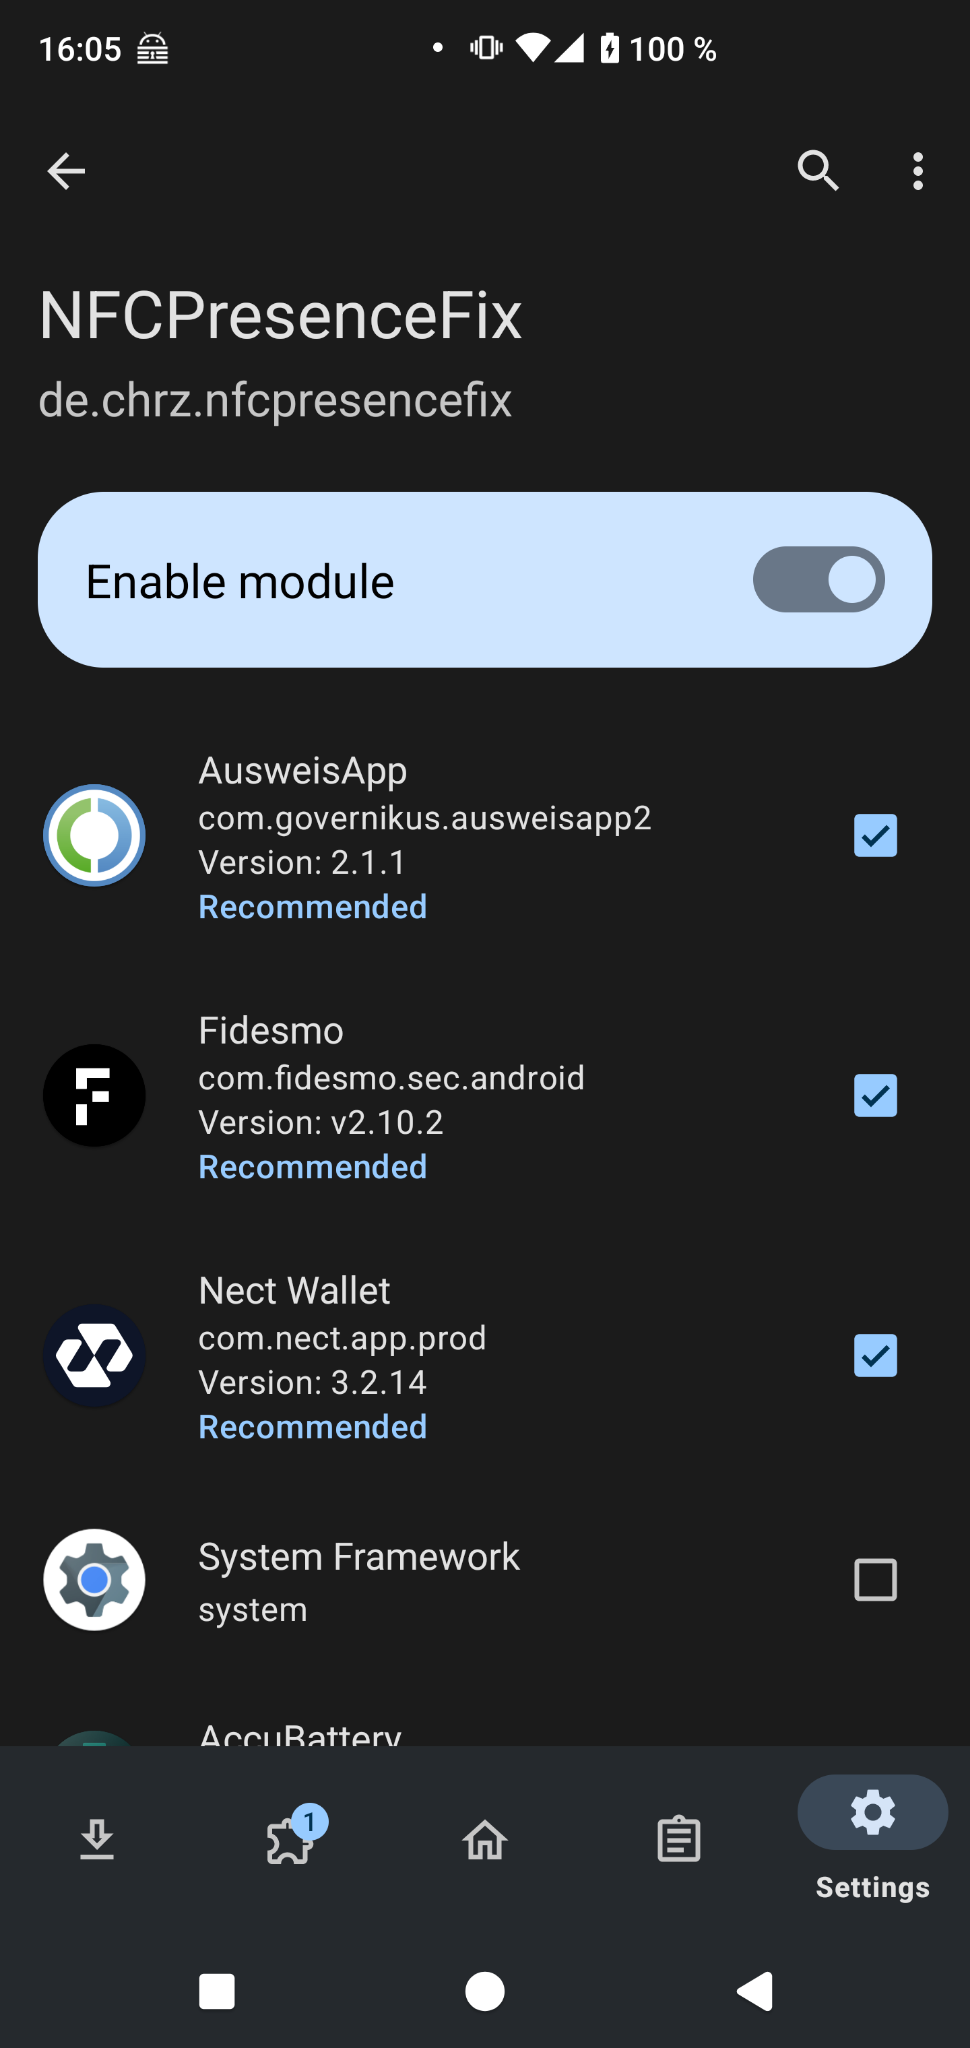 16:05
100 %
NFCPresenceFix
de.chrz.nfcpresencefix
Enable module
AusweisApp
com.governikus.ausweisapp2
Version: 2.1.1
Recommended
Fidesmo
com.fidesmo.sec.android
Version: v2.10.2
Recommended
Nect Wallet
com.nect.app.prod
Version: 3.2.14
Recommended
System Framework
system
AccuBattery
1
Settings